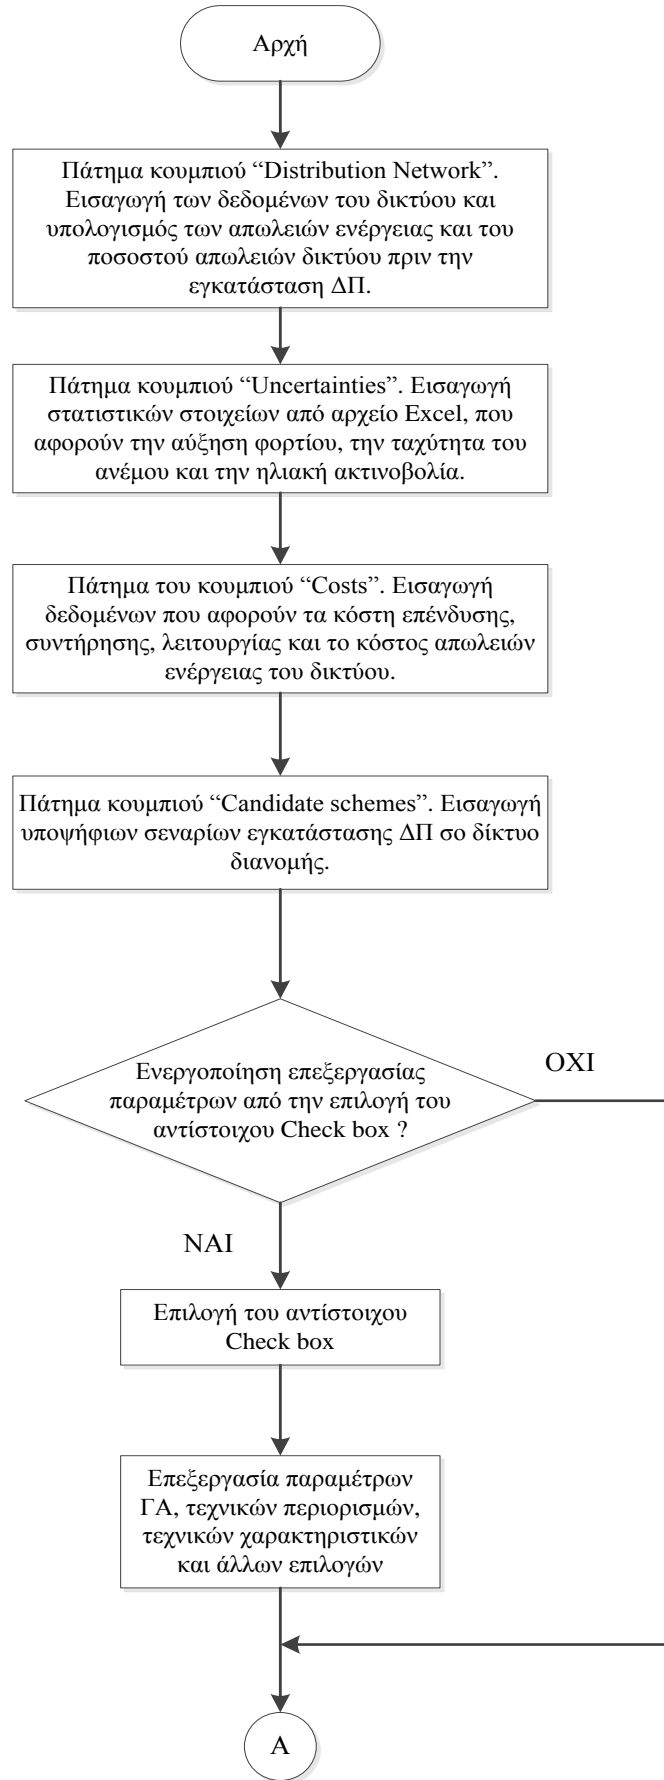 Αρχή
Πάτημα κουμπιού “Distribution Network”.
Εισαγωγή των δεδομένων του δικτύου και
υπολογισμός των απωλειών ενέργειας και του
ποσοστού απωλειών δικτύου πριν την
εγκατάσταση ΔΠ.
Πάτημα κουμπιού “Uncertainties”. Εισαγωγή
στατιστικών στοιχείων από αρχείο Excel, που
αφορούν την αύξηση φορτίου, την ταχύτητα του
ανέμου και την ηλιακή ακτινοβολία.
Πάτημα του κουμπιού “Costs”. Εισαγωγή
δεδομένων που αφορούν τα κόστη επένδυσης,
συντήρησης, λειτουργίας και το κόστος απωλειών
ενέργειας του δικτύου.
Πάτημα κουμπιού “Candidate schemes”. Εισαγωγή
υποψήφιων σεναρίων εγκατάστασης ΔΠ σο δίκτυο
διανομής.
Ενεργοποίηση επεξεργασίας
παραμέτρων από την επιλογή του
αντίστοιχου Check box ?
ΟΧΙ
ΝΑΙ
Επιλογή του αντίστοιχου
Check box
Επεξεργασία παραμέτρων
ΓΑ, τεχνικών περιορισμών,
τεχνικών χαρακτηριστικών
και άλλων επιλογών
Α